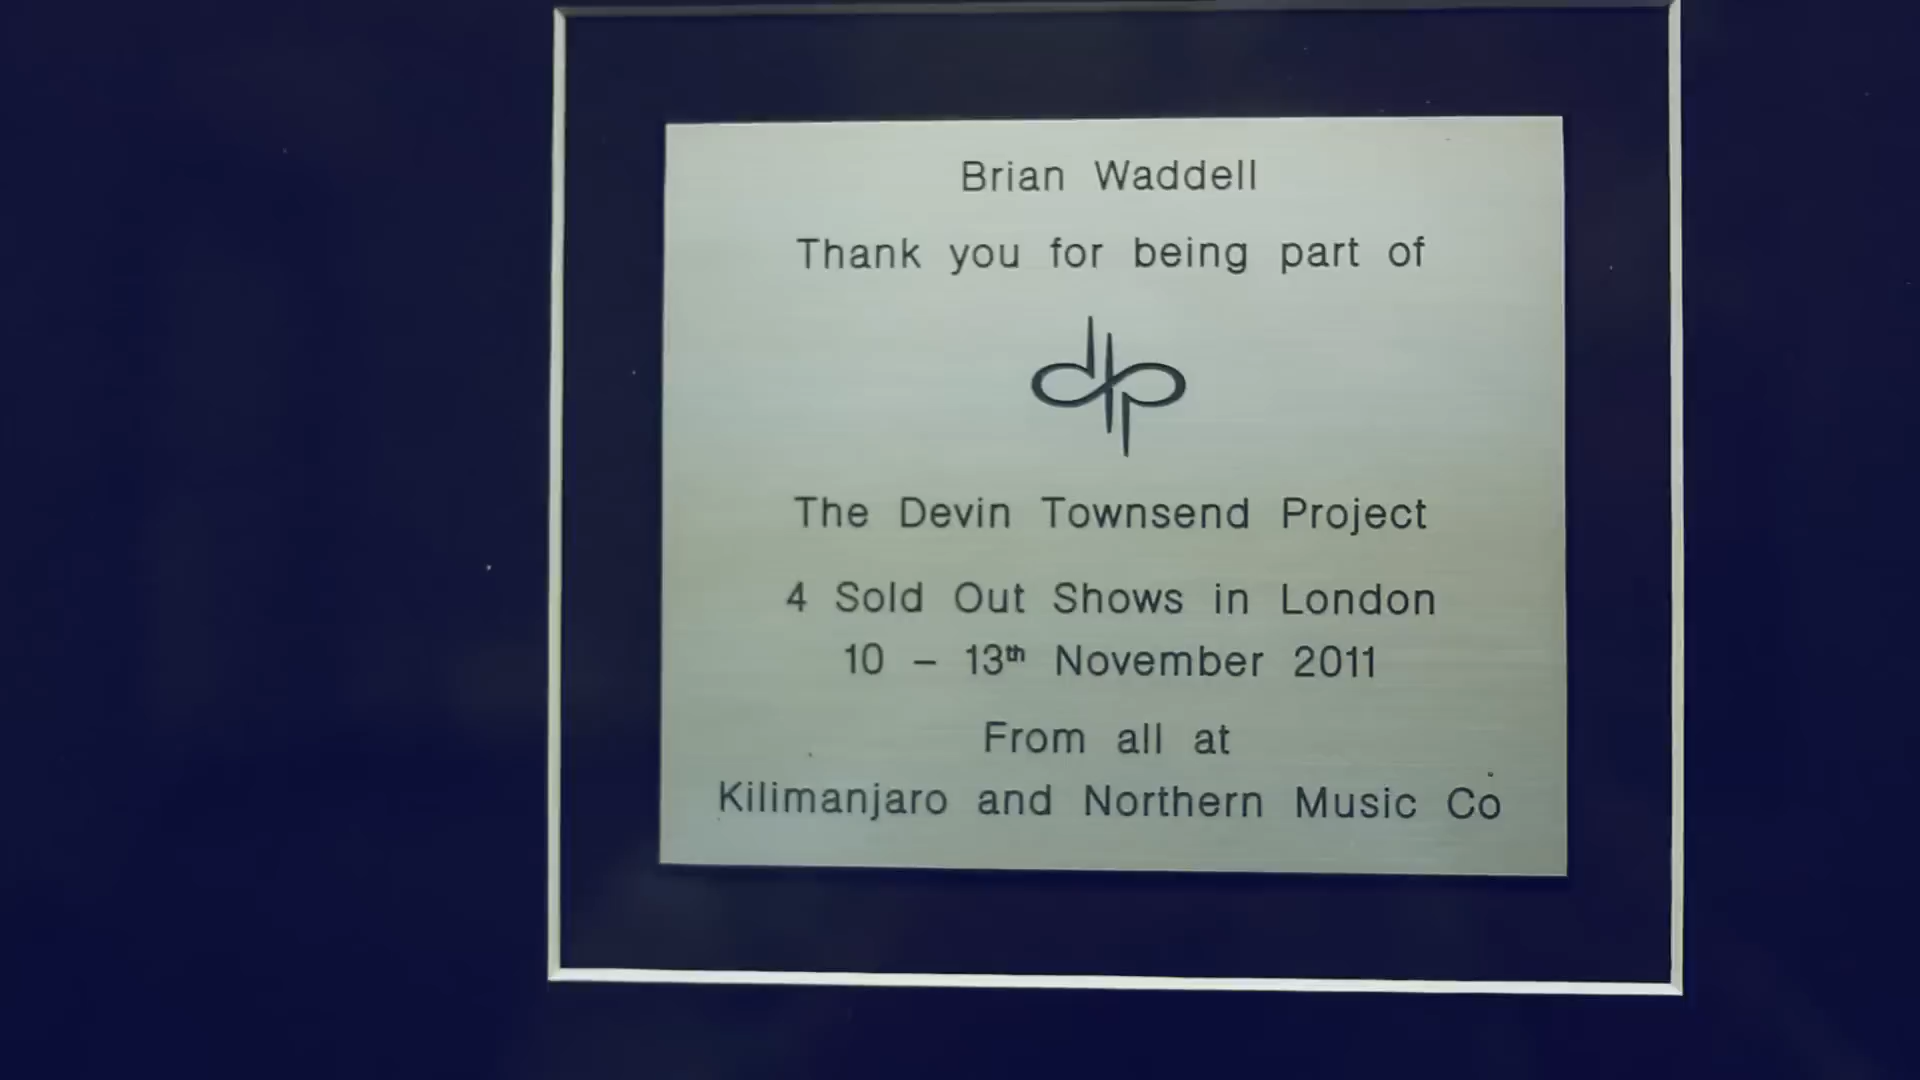 Brian Waddell
Thank you for being part of
dtp
The Devin Townsend Project
4 Sold Out Shows in London
10 – 13th November 2011
From all at
Kilimanjaro and Northern Music Co